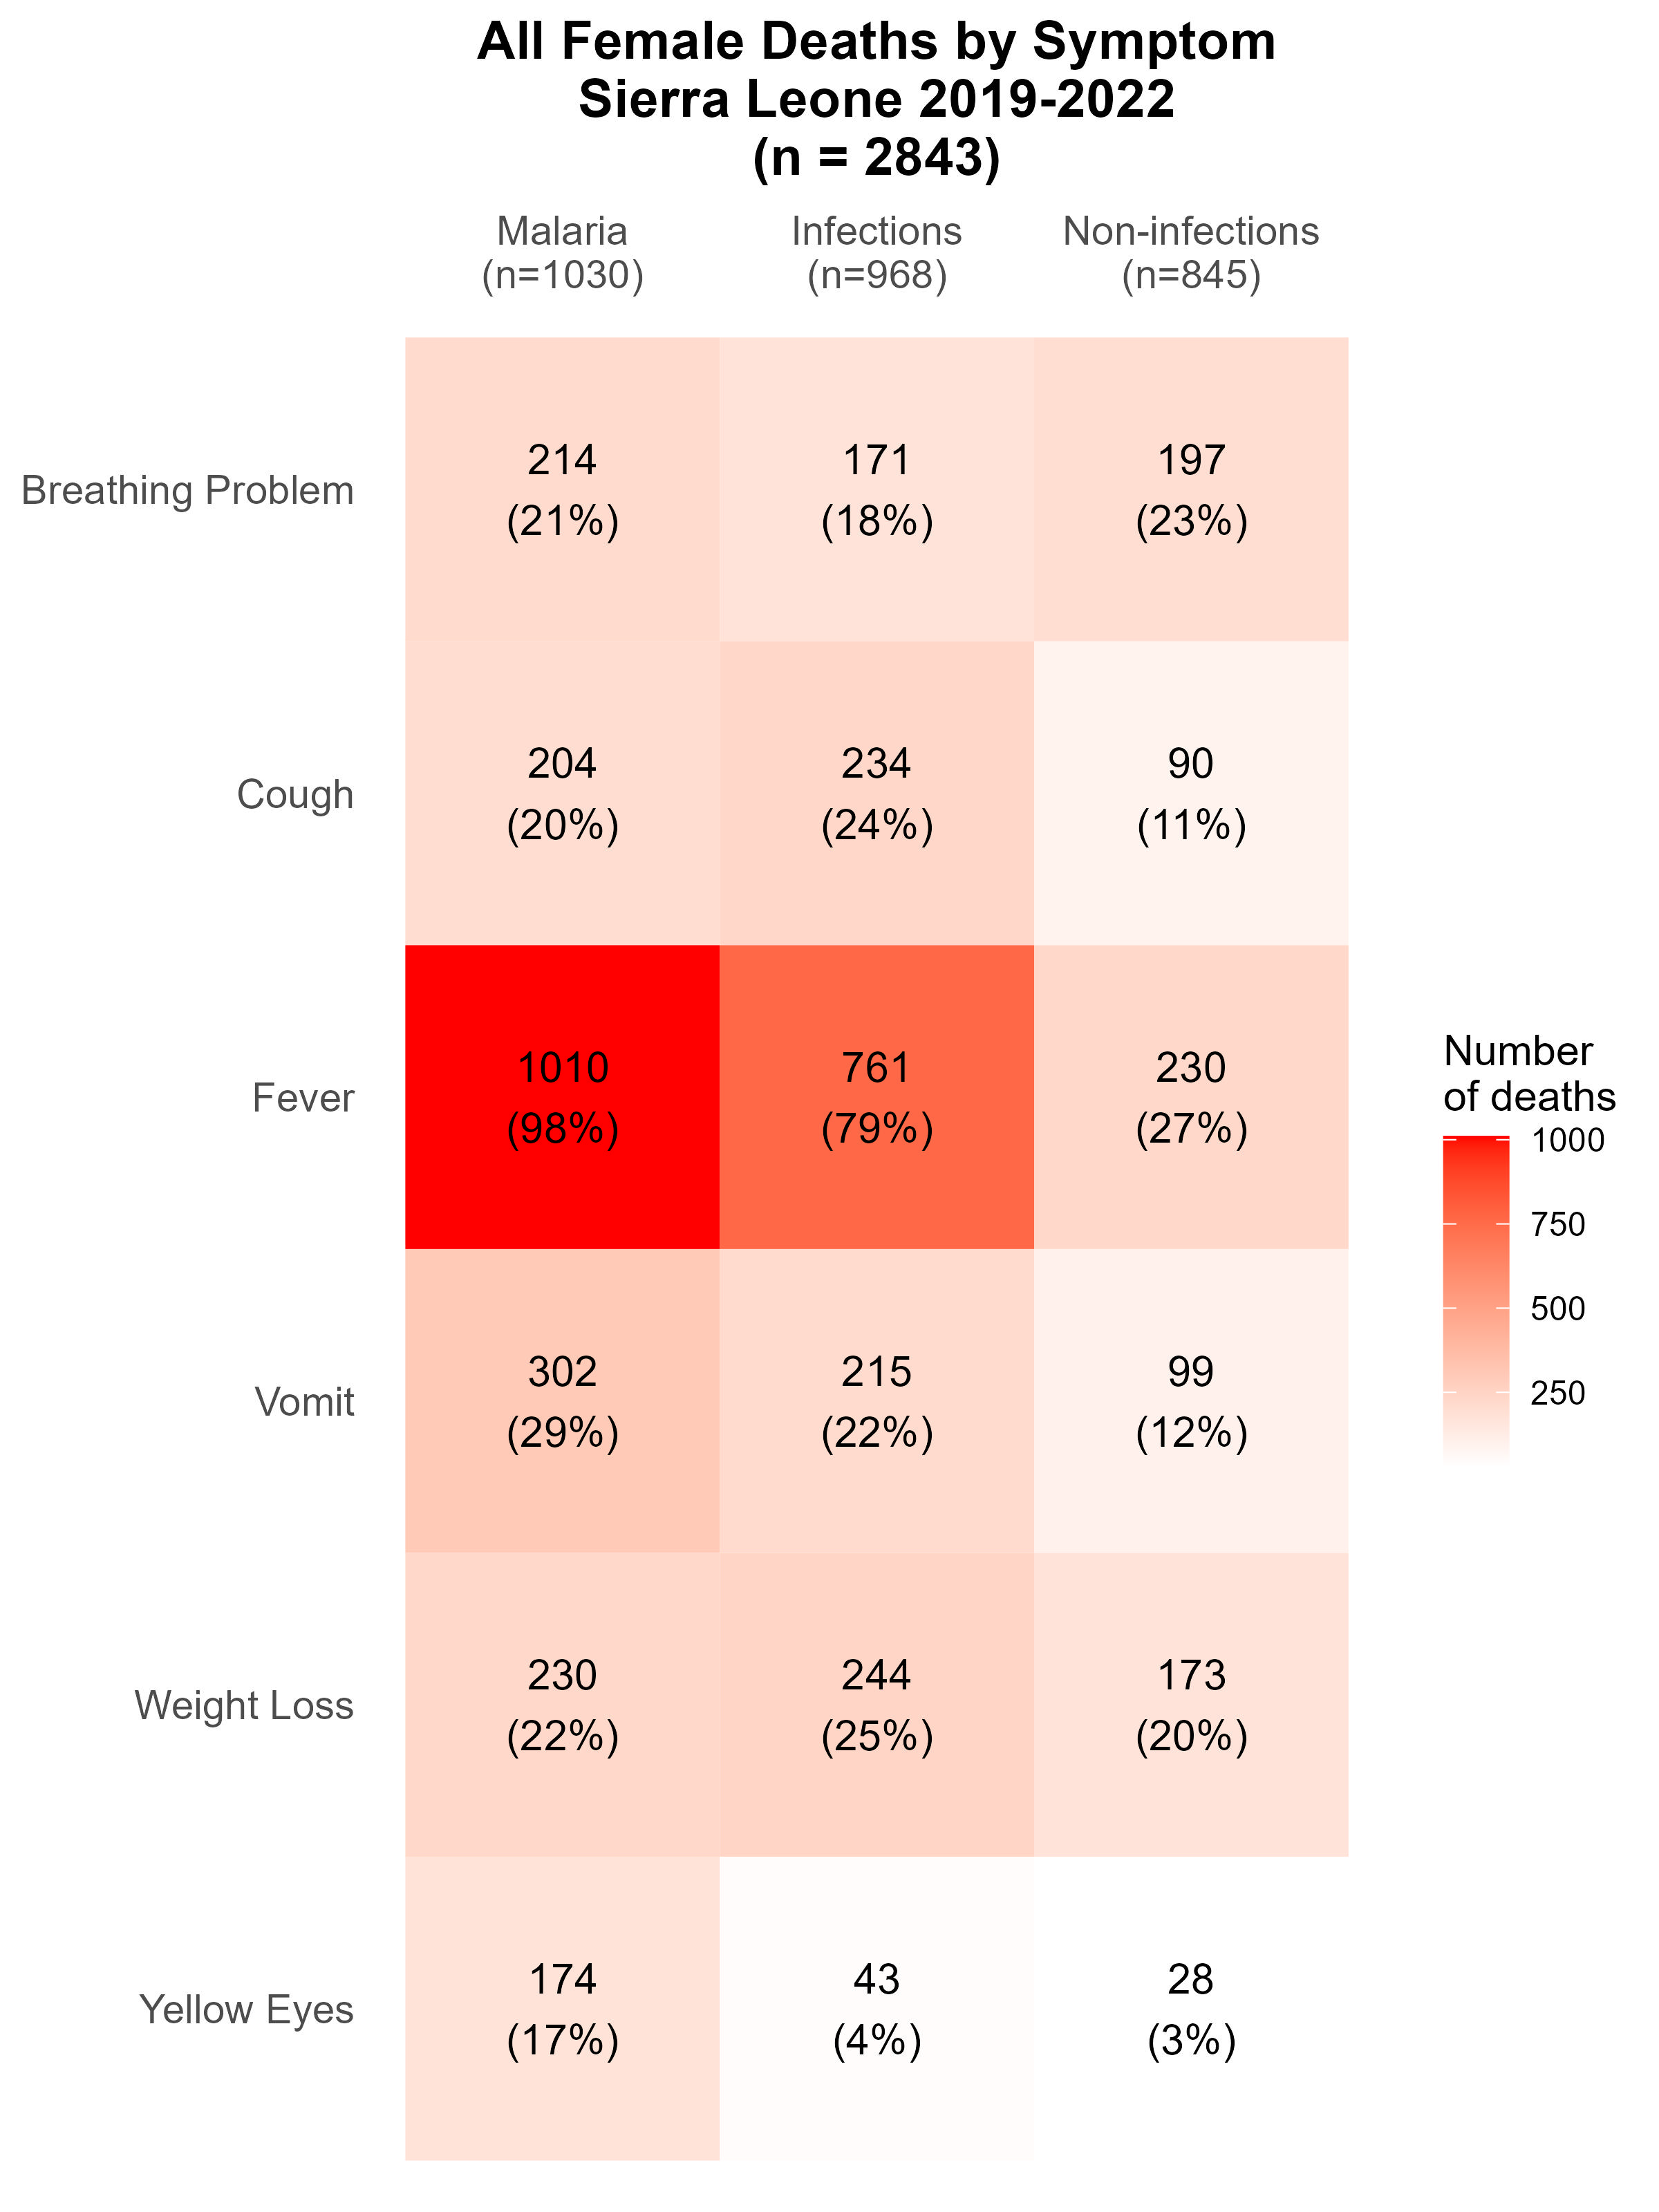 All Female Deaths by Symptom
Sierra Leone 2019-2022
(n = 2843)
Malaria Infections Non-infections
(n=1030) (n=968) (n=845)
214 171 197
Breathing Problem
(21%) (18%) (23%)
204 234 90
Cough
(20%) (24%) (11%)
1010 761 230
Fever
(98%) (79%) (27%)
302 215 99
Vomit
(29%) (22%) (12%)
230 244 173
Weight Loss
(22%) (25%) (20%)
174 43 28
Yellow Eyes
(17%) (4%) (3%)
Number
of deaths
1000
750
500
250